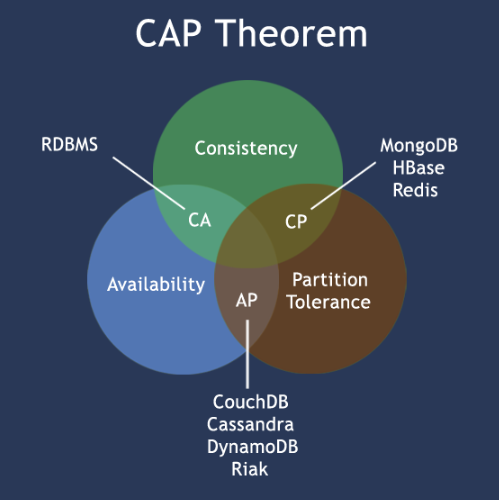 CAP Theorem
RDBMS
Consistency
MongoDB
HBase
Redis
CA
CP
Availability
Partition
Tolerance
AP
CouchDB
Cassandra
DynamoDB
Riak